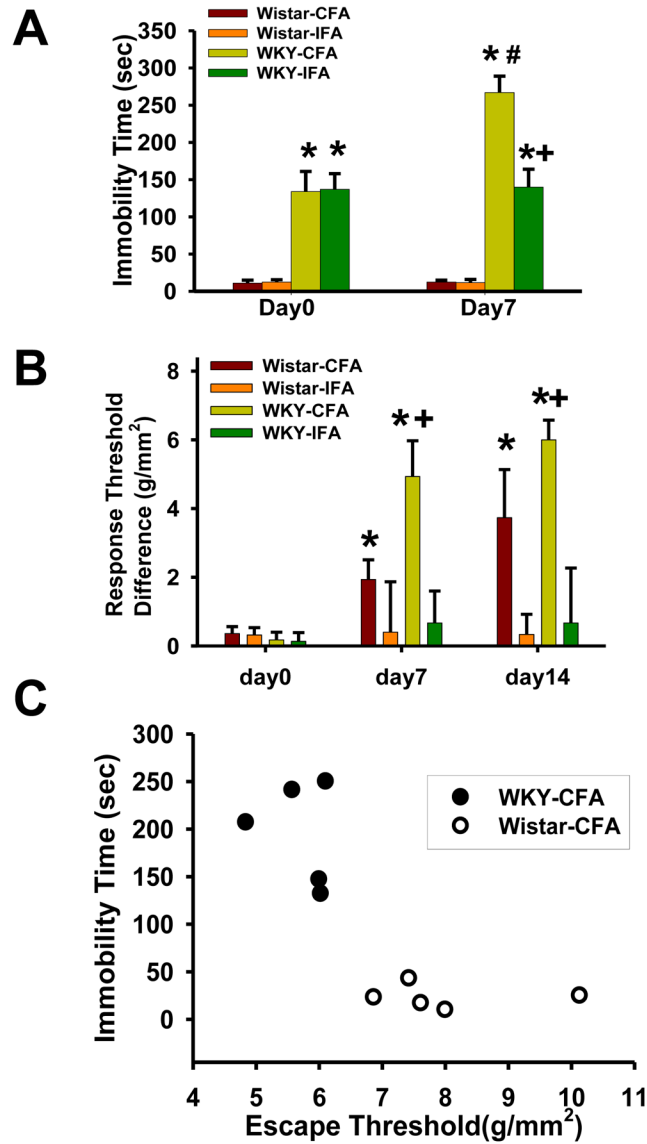 A
Wistar-CFA
Wistar-IFA
WKY-CFA
WKY-IFA
Immobility Time (sec)
350
300
250
200
150
100
50
0
* *
* #
*+
Day0 Day7
B
Wistar-CFA
Wistar-IFA
WKY-CFA
WKY-IFA
Response Threshold
Difference (g/mm²)
8
6
4
2
0
*
*+
*
*+
day0 day7 day14
C
Immobility Time (sec)
300
250
200
150
100
50
0
WKY-CFA
Wistar-CFA
4 5 6 7 8 9 10 11
Escape Threshold(g/mm²)